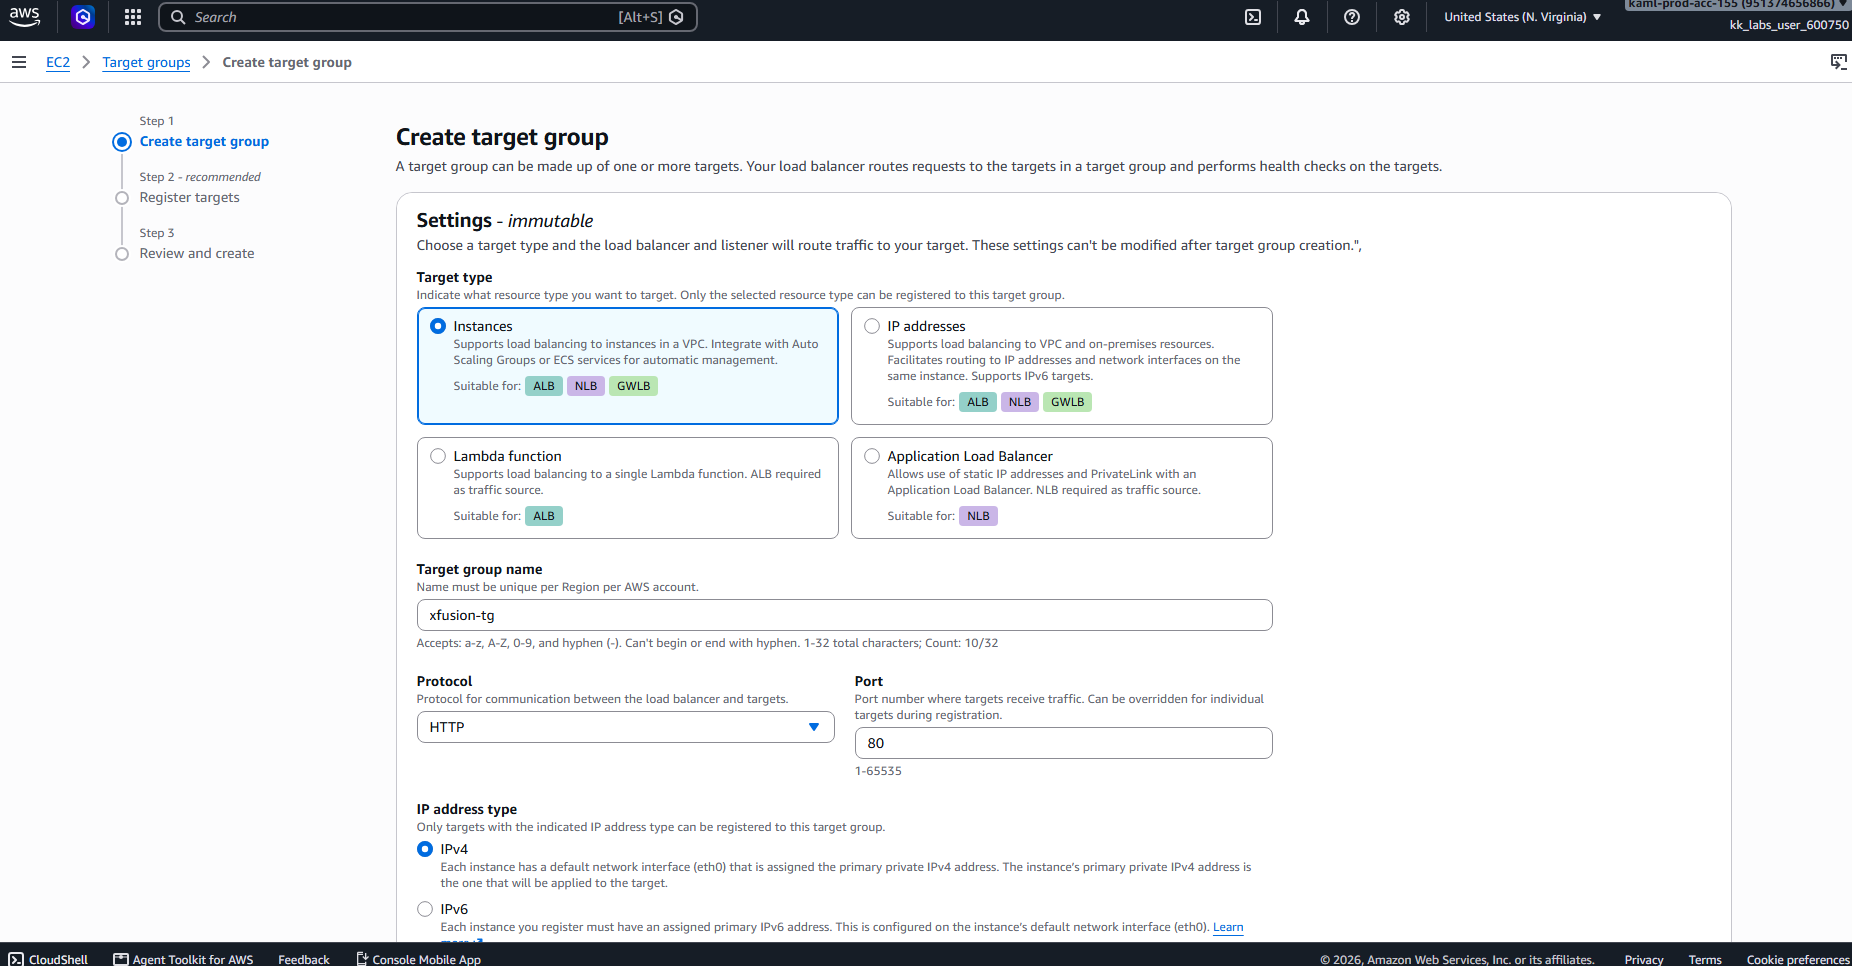 aws
Search
[Alt+S]
United States (N. Virginia)
kaml-prod-acc-155 (951374656866)
kk_labs_user_600750
EC2
Target groups
Create target group
Step 1
Create target group
Step 2 - recommended
Register targets
Step 3
Review and create
Create target group
A target group can be made up of one or more targets. Your load balancer routes requests to the targets in a target group and performs health checks on the targets.
Settings - immutable
Choose a target type and the load balancer and listener will route traffic to your target. These settings can't be modified after target group creation.",
Target type
Indicate what resource type you want to target. Only the selected resource type can be registered to this target group.
Instances
Supports load balancing to instances in a VPC. Integrate with Auto
Scaling Groups or ECS services for automatic management.
Suitable for: ALB NLB GWLB
IP addresses
Supports load balancing to VPC and on-premises resources.
Facilitates routing to IP addresses and network interfaces on the
same instance. Supports IPv6 targets.
Suitable for: ALB NLB GWLB
Lambda function
Supports load balancing to a single Lambda function. ALB required
as traffic source.
Suitable for: ALB
Application Load Balancer
Allows use of static IP addresses and PrivateLink with an
Application Load Balancer. NLB required as traffic source.
Suitable for: NLB
Target group name
Name must be unique per Region per AWS account.
xfusion-tg
Accepts: a-z, A-Z, 0-9, and hyphen (-). Can't begin or end with hyphen. 1-32 total characters; Count: 10/32
Protocol
Protocol for communication between the load balancer and targets.
HTTP
Port
Port number where targets receive traffic. Can be overridden for individual
targets during registration.
80
1-65535
IP address type
Only targets with the indicated IP address type can be registered to this target group.
IPv4
Each instance has a default network interface (eth0) that is assigned the primary private IPv4 address. The instance's primary private IPv4 address is
the one that will be applied to the target.
IPv6
Each instance you register must have an assigned primary IPv6 address. This is configured on the instance's default network interface (eth0). Learn
CloudShell
Agent Toolkit for AWS
Feedback
Console Mobile App
© 2026, Amazon Web Services, Inc. or its affiliates.
Privacy
Terms
Cookie preferences